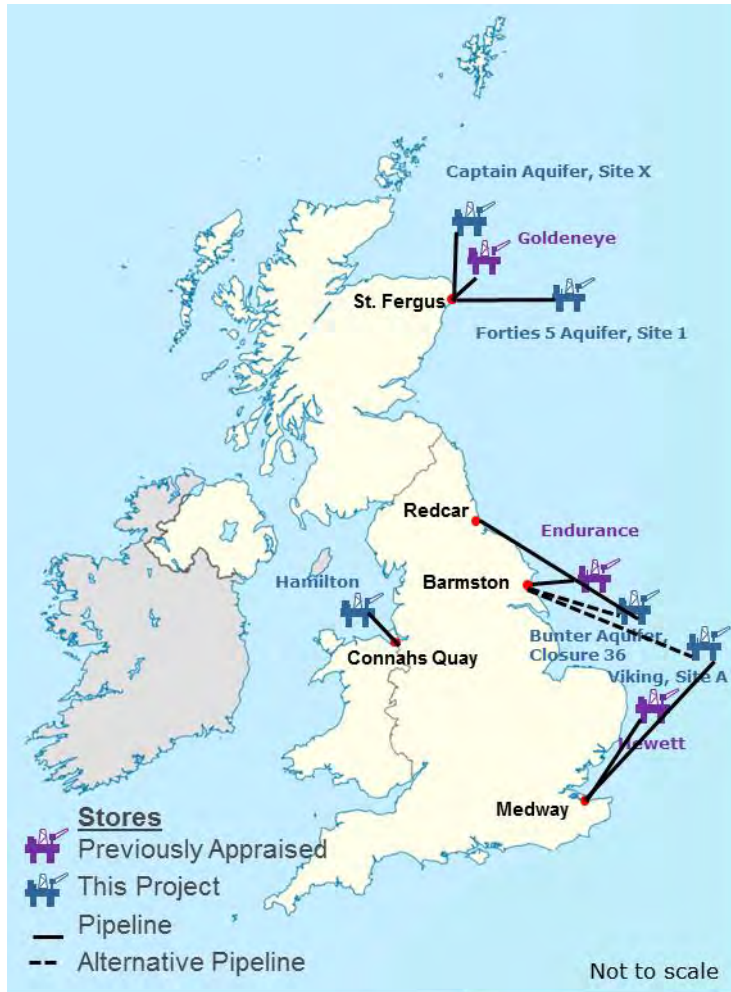 Captain Aquifer, Site X
Goldeneye
St. Fergus
Forties 5 Aquifer, Site 1
Redcar
Endurance
Hamilton
Barmston
Bunter Aquifer,
Closure 36
Connahs Quay
Viking, Site A
Hewett
Medway
Stores
Previously Appraised
This Project
Pipeline
Alternative Pipeline
Not to scale